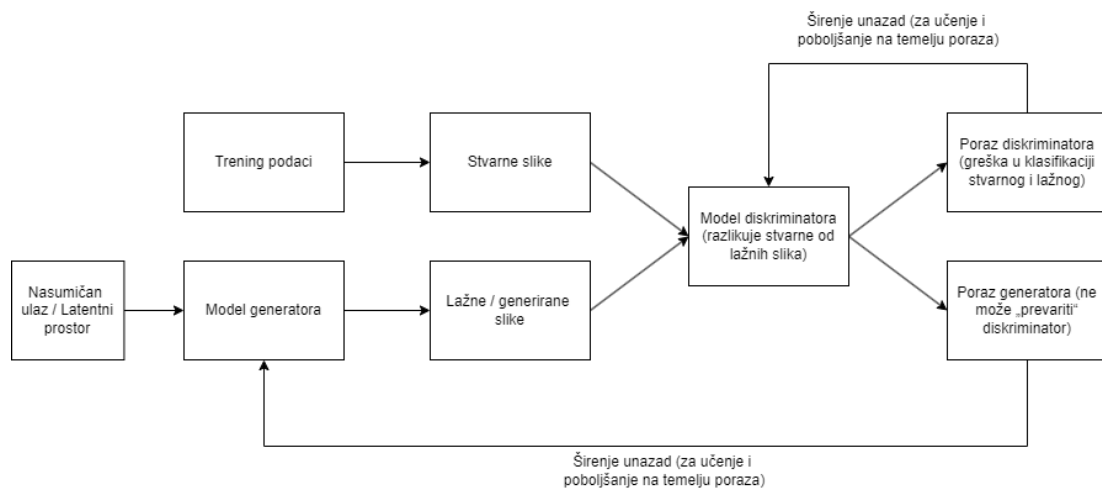 Širenje unazad (za učenje i
poboljšanje na temelju poraza)
Trening podaci
Stvarne slike
Poraz diskriminatora
(greška u klasifikaciji
stvarnog i lažnog)
Model diskriminatora
(razlikuje stvarne od
lažnih slika)
Nasumičan
ulaz / Latentni
prostor
Model generatora
Lažne / generirane
slike
Poraz generatora (ne
može „prevariti“
diskriminator)
Širenje unazad (za učenje i
poboljšanje na temelju poraza)